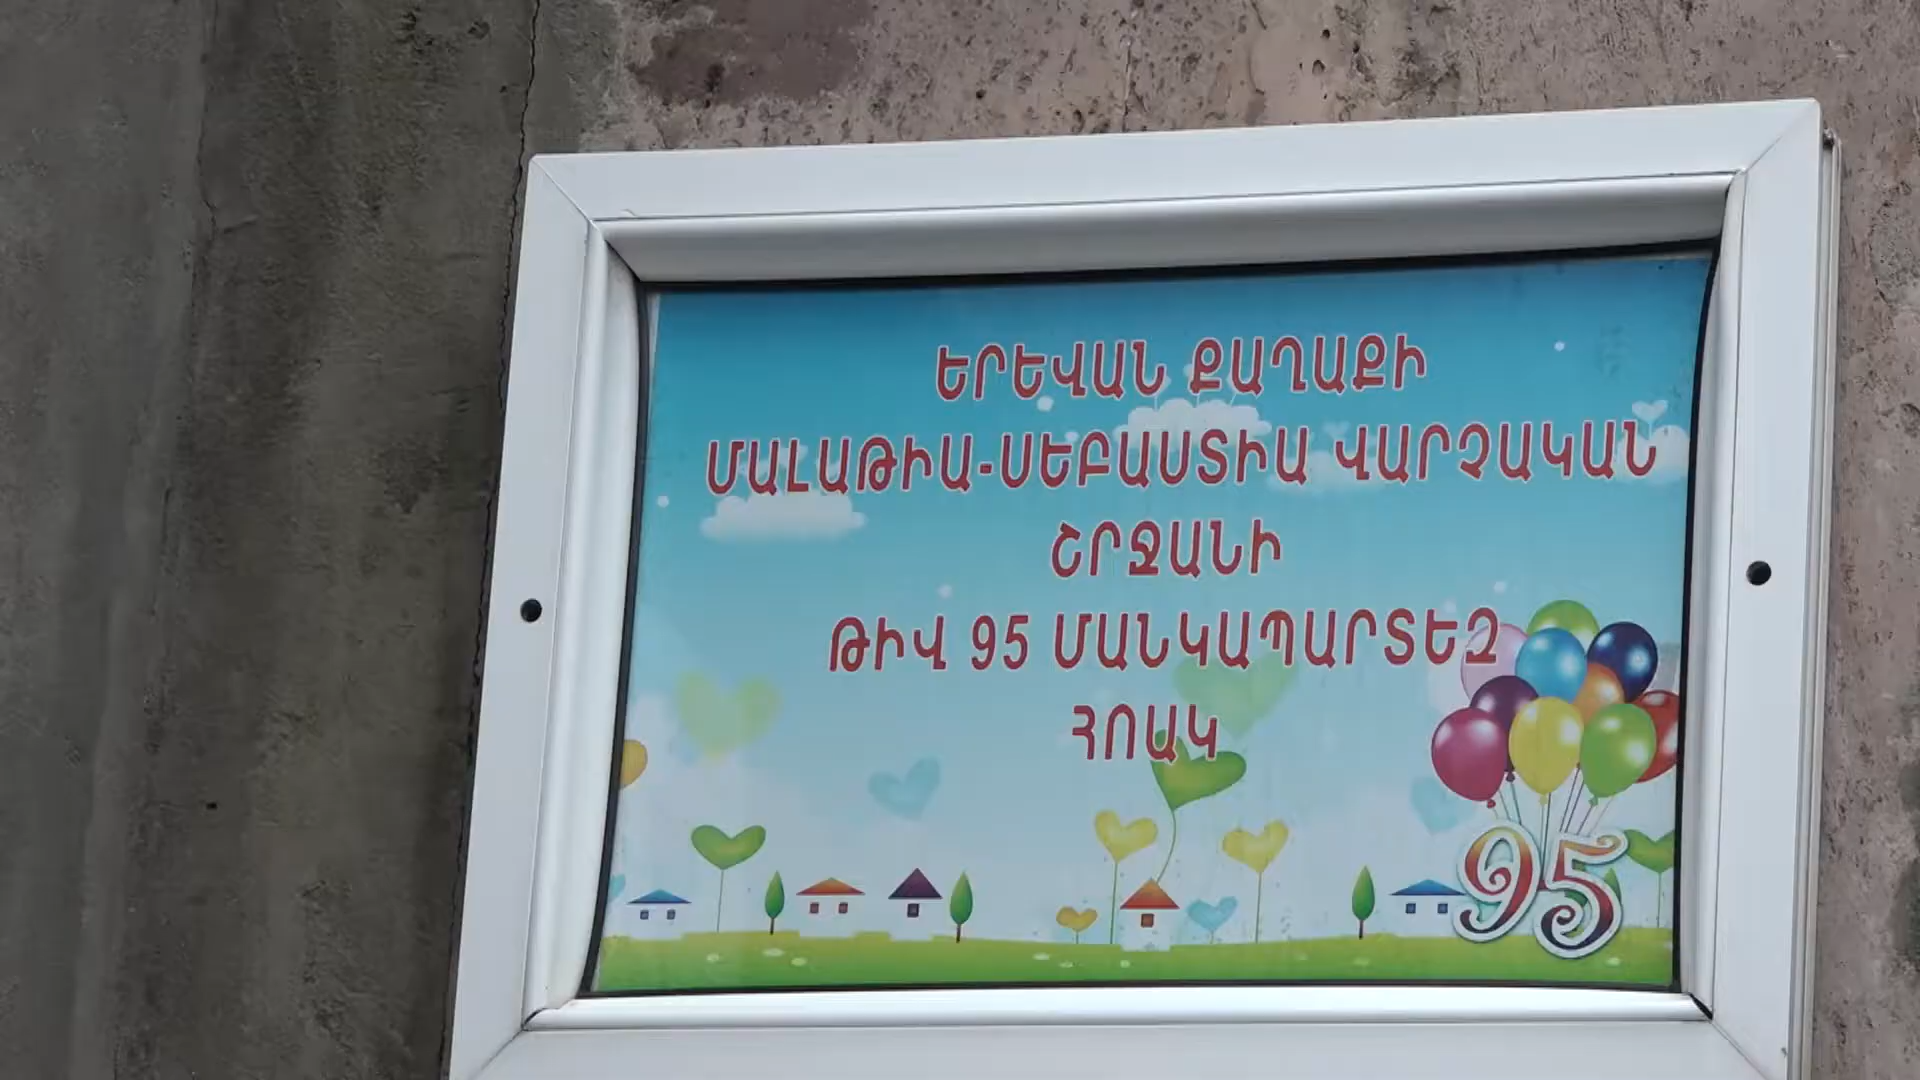 ԵՐԵՎԱՆ ՔԱՂԱՔԻ
ՄԱԼԱԹԻԱ-ՍԵԲԱՍՏԻԱ ՎԱՐՉԱԿԱՆ
ՇՐՋԱՆԻ
ԹԻՎ 95 ՄԱՆԿԱՊԱՐՏԵԶ
ՀՈԱԿ
95